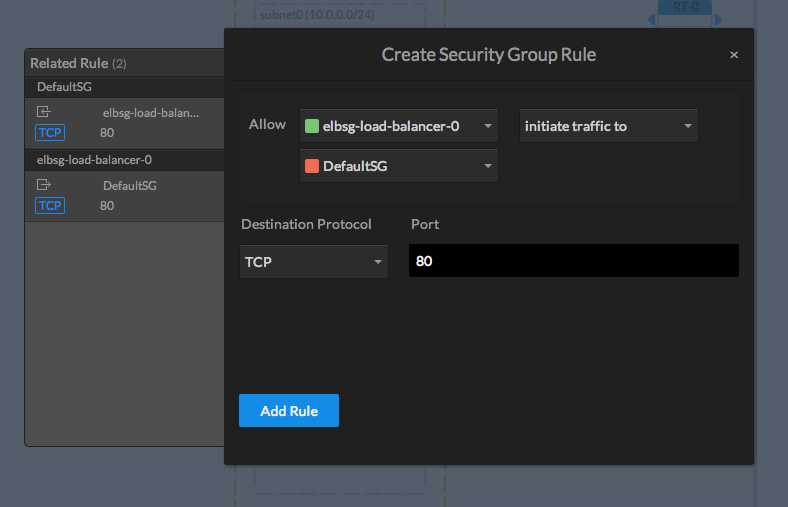 subnet0 (10.0.0.0/24)
RT-0
Related Rule (2)
DefaultSG
elbsg-load-balan...
TCP 80
elbsg-load-balancer-0
DefaultSG
TCP 80
Create Security Group Rule ×
Allow elbsg-load-balancer-0 initiate traffic to
DefaultSG
Destination Protocol Port
TCP 80
Add Rule